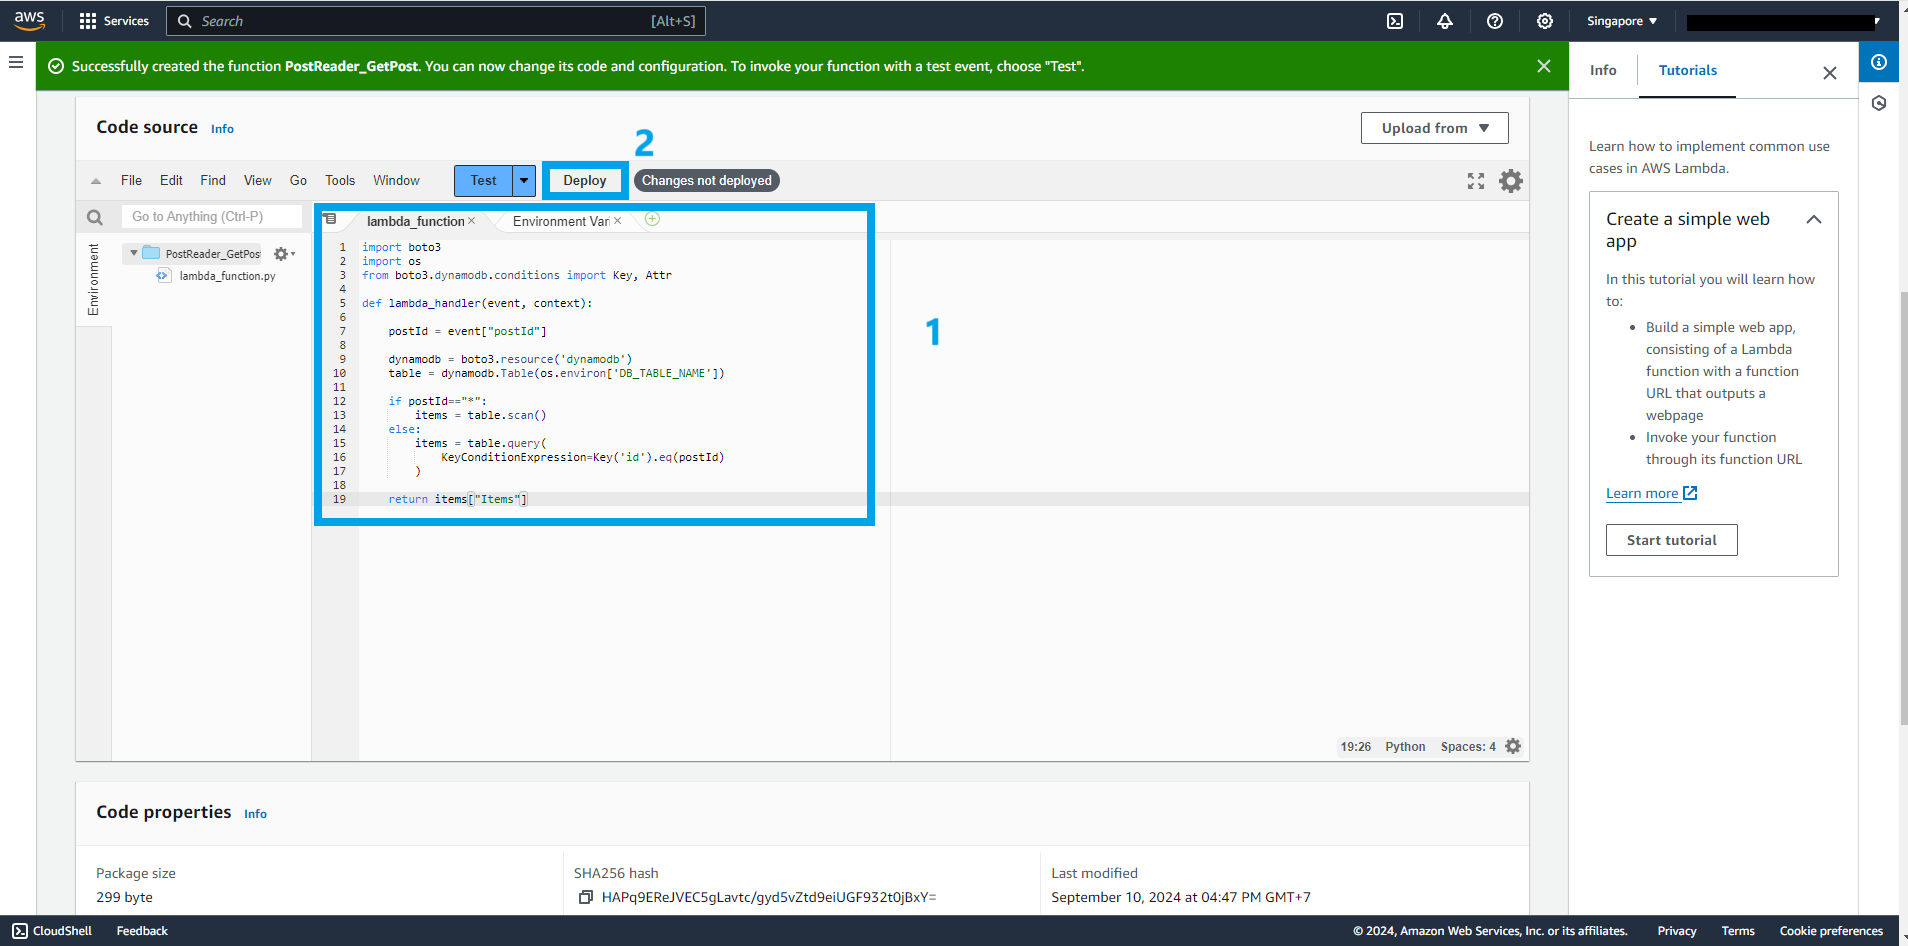 aws
Services
Search
[Alt+S]
Singapore
Successfully created the function PostReader_GetPost. You can now change its code and configuration. To invoke your function with a test event, choose "Test".
Code source Info
Upload from
2
File Edit Find View Go Tools Window
Test
Deploy
Changes not deployed
Go to Anything (Ctrl-P)
Environment
PostReader_GetPost
lambda_function.py
lambda_function
Environment Var
1 import boto3
2 import os
3 from boto3.dynamodb.conditions import Key, Attr
4
5 def lambda_handler(event, context):
6
7     postId = event["postId"]
8
9     dynamodb = boto3.resource('dynamodb')
10     table = dynamodb.Table(os.environ['DB_TABLE_NAME'])
11
12     if postId=="*":
13         items = table.scan()
14     else:
15         items = table.query(
16             KeyConditionExpression=Key('id').eq(postId)
17         )
18
19     return items["Items"]
1
19:26 Python Spaces: 4
Code properties Info
Package size
299 byte
SHA256 hash
HAPq9EReJVEC5gLavtc/gyd5vZtd9eiUGF932t0jBxY=
Last modified
September 10, 2024 at 04:47 PM GMT+7
Info
Tutorials
Learn how to implement common use
cases in AWS Lambda.
Create a simple web
app
In this tutorial you will learn how
to:
• Build a simple web app,
consisting of a Lambda
function with a function
URL that outputs a
webpage
• Invoke your function
through its function URL
Learn more
Start tutorial
CloudShell
Feedback
© 2024, Amazon Web Services, Inc. or its affiliates.
Privacy
Terms
Cookie preferences